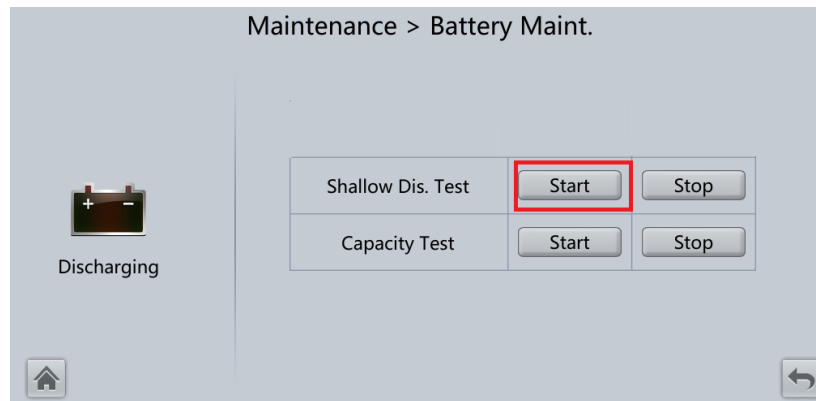 Maintenance > Battery Maint.
Shallow Dis. Test Start Stop
Capacity Test Start Stop
+ -
Discharging